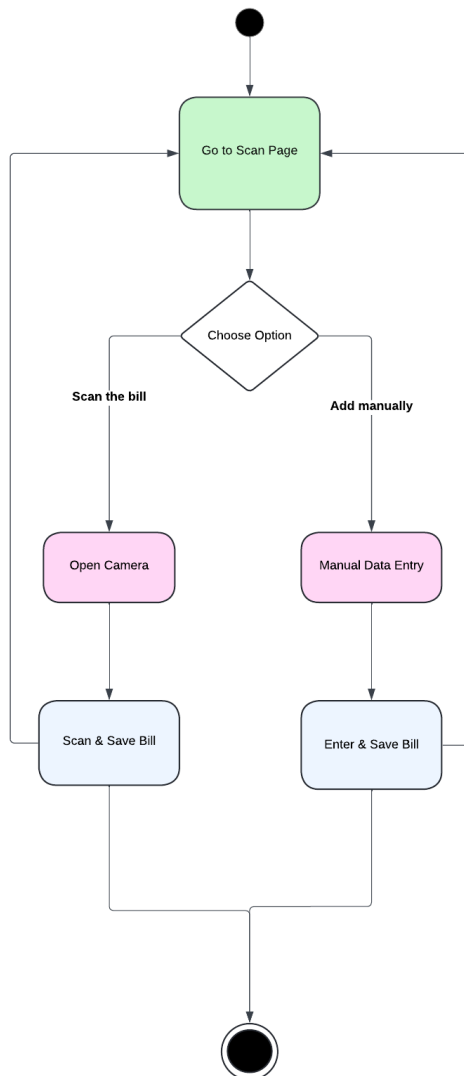 Go to Scan Page
Choose Option
Scan the bill
Add manually
Open Camera
Manual Data Entry
Scan & Save Bill
Enter & Save Bill